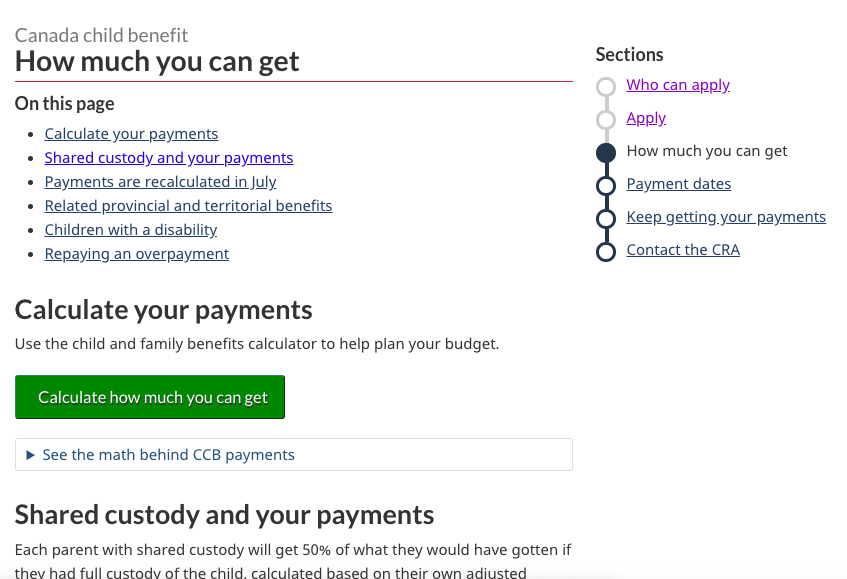 Canada child benefit
How much you can get
On this page
Calculate your payments
Shared custody and your payments
Payments are recalculated in July
Related provincial and territorial benefits
Children with a disability
Repaying an overpayment
Calculate your payments
Use the child and family benefits calculator to help plan your budget.
Calculate how much you can get
See the math behind CCB payments
Shared custody and your payments
Each parent with shared custody will get 50% of what they would have gotten if
they had full custody of the child, calculated based on their own adjusted
Sections
Who can apply
Apply
How much you can get
Payment dates
Keep getting your payments
Contact the CRA